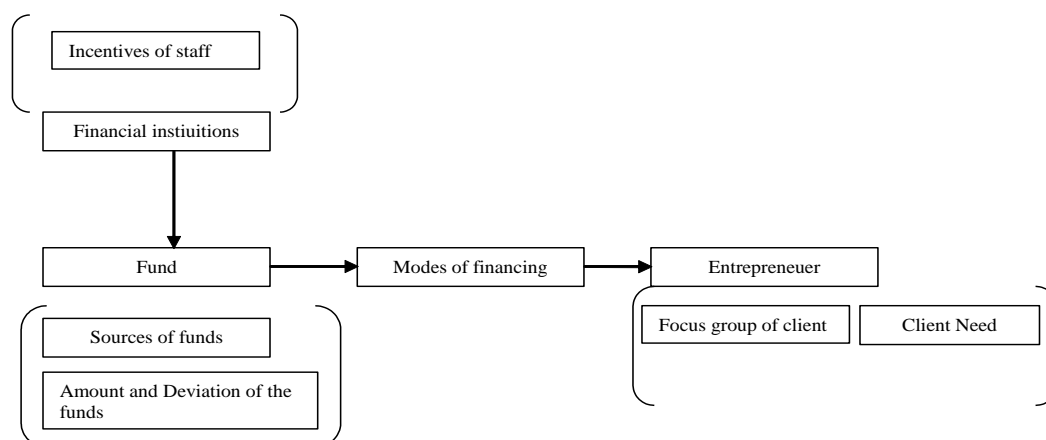 Incentives of staff
Financial instiuitions
Fund
Modes of financing
Entrepreneuer
Sources of funds
Focus group of client
Client Need
Amount and Deviation of the
funds